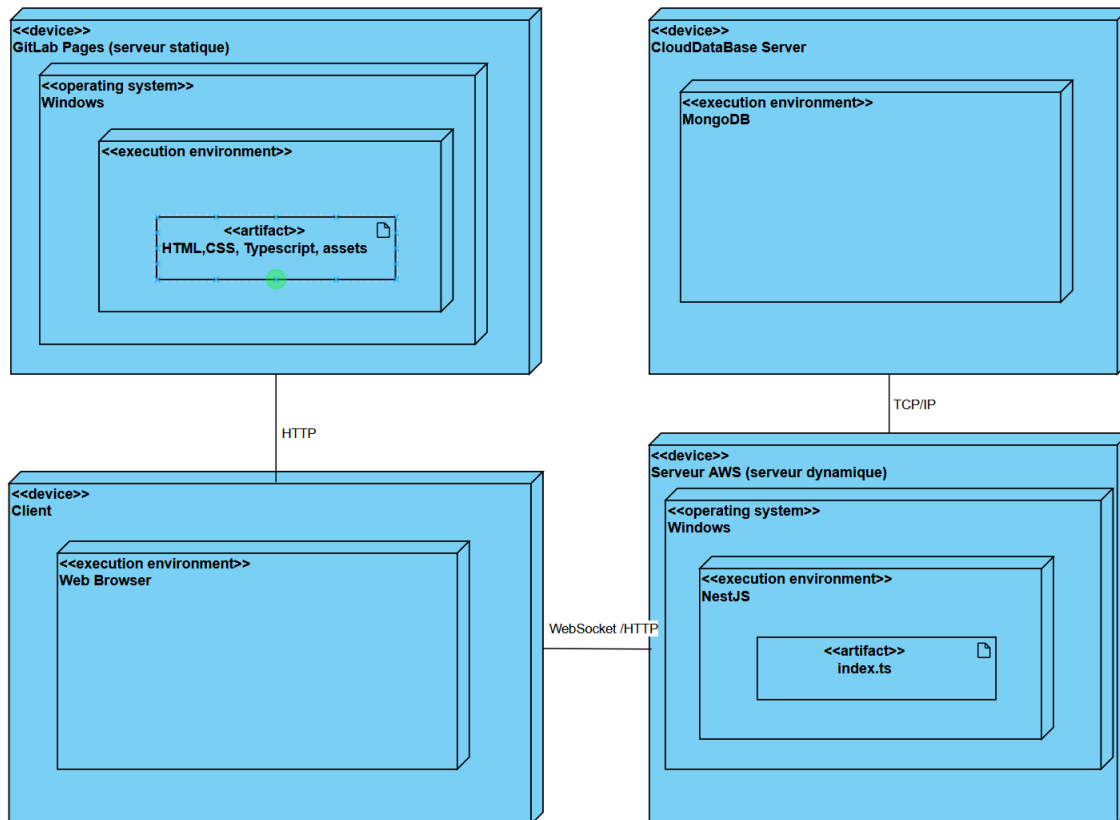 <<device>>
GitLab Pages (serveur statique)
<<operating system>>
Windows
<<execution environment>>
<<artifact>>
HTML,CSS, Typescript, assets
<<device>>
CloudDataBase Server
<<execution environment>>
MongoDB
HTTP
TCP/IP
<<device>>
Client
<<execution environment>>
Web Browser
WebSocket /HTTP
<<device>>
Serveur AWS (serveur dynamique)
<<operating system>>
Windows
<<execution environment>>
NestJS
<<artifact>>
index.ts